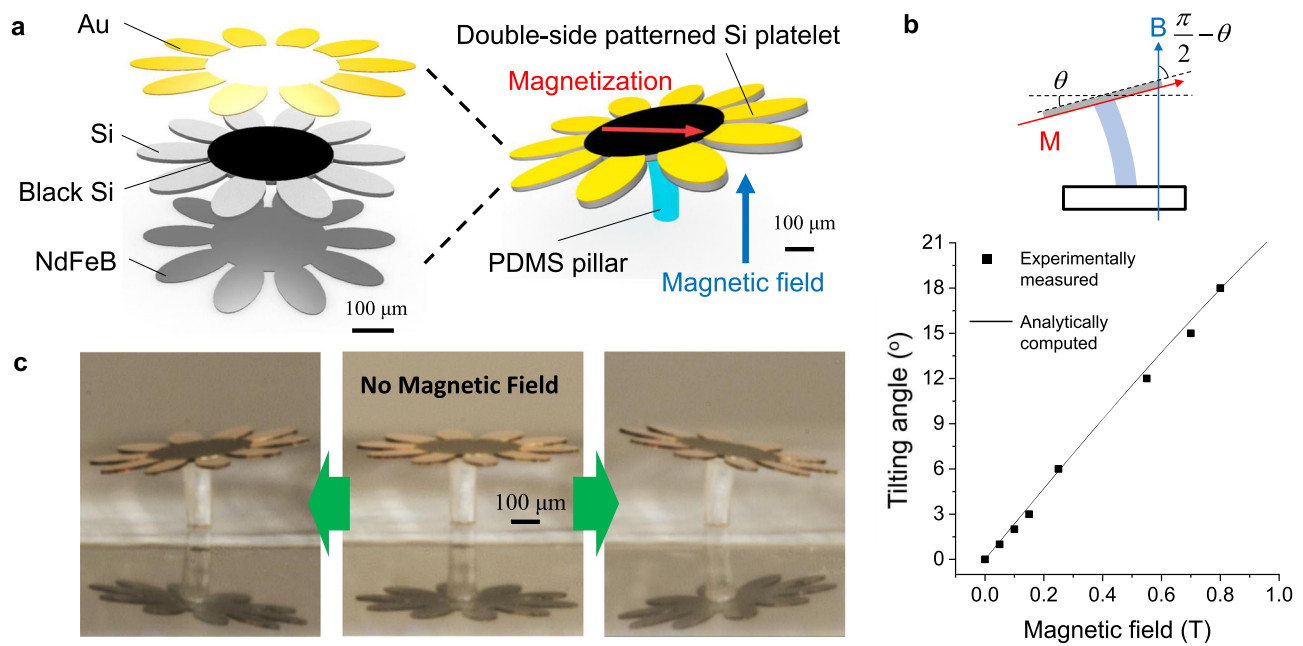 a
Au
Si
Black Si
NdFeB
100 μm
Double-side patterned Si platelet
Magnetization
PDMS pillar
100 μm
Magnetic field
b
B
π/2 − θ
θ
M
21
18
15
12
9
6
3
0
Tilting angle (°)
Experimentally
measured
Analytically
computed
0.0 0.2 0.4 0.6 0.8 1.0
Magnetic field (T)
c
No Magnetic Field
100 μm